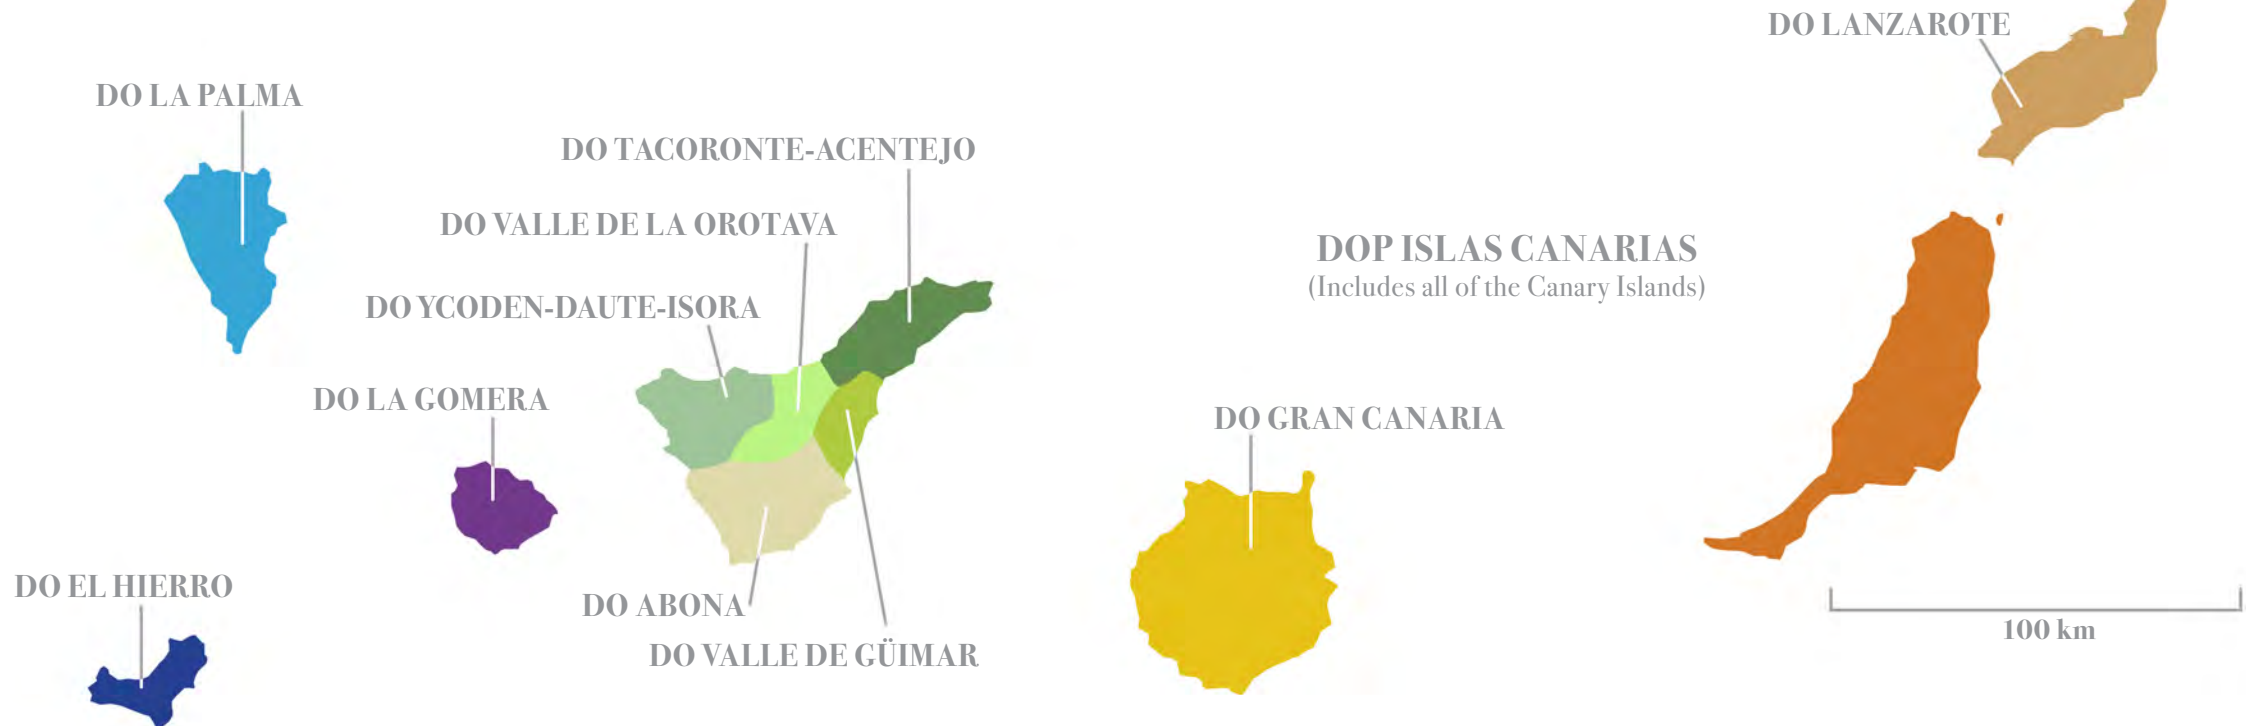 DO LANZAROTE
DO LA PALMA
DO TACORONTE-ACENTEJO
DO VALLE DE LA OROTAVA
DOP ISLAS CANARIAS
(Includes all of the Canary Islands)
DO YCODEN-DAUTE-ISORA
DO LA GOMERA
DO GRAN CANARIA
DO EL HIERRO
DO ABONA
100 km
DO VALLE DE GÜIMAR